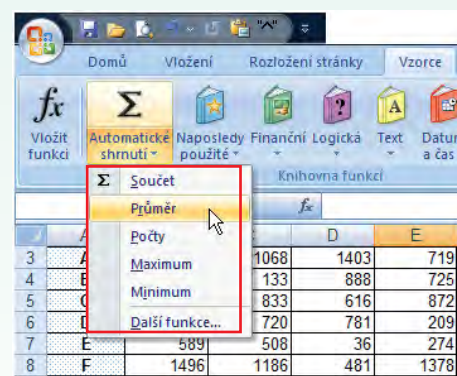 "^"
Domů Vložení Rozložení stránky Vzorce
fx Σ ? A
Vložit funkci Automatické shrnutí Naposledy použité Finanční Logická Text Datum a čas
Knihovna funkcí
Σ Součet
Průměr
Počty
Maximum
Minimum
Další funkce...
fx
D E
3 1068 1403 719
4 133 888 725
5 833 616 872
6 720 781 209
7 E 589 508 36 274
8 F 1496 1186 481 1378